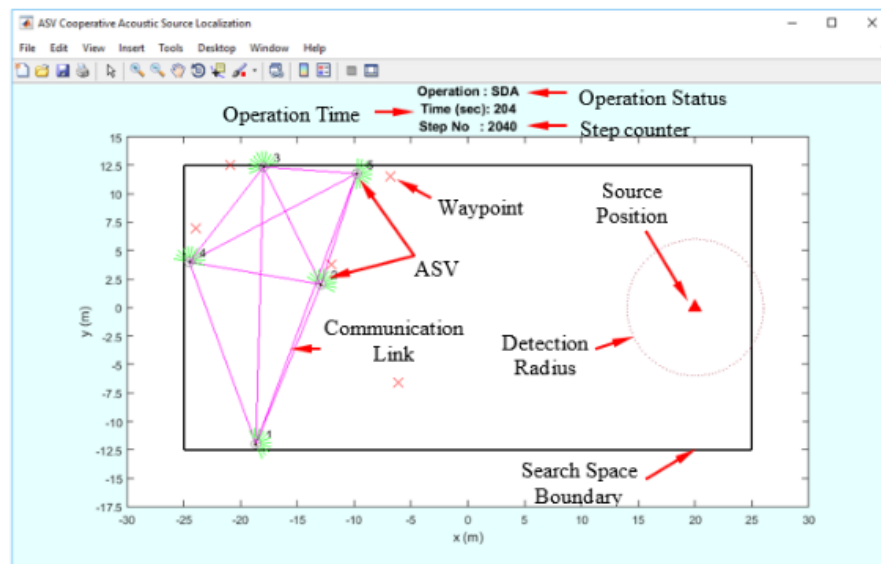 ASV Cooperative Acoustic Source Localization
File Edit View Insert Tools Desktop Window Help
Operation : SDA
Operation Status
Operation Time
Time (sec): 204
Step No : 2040
Step counter
15
12.5
10
7.5
5
2.5
0
-2.5
-5
-7.5
-10
-12.5
-15
-17.5
y (m)
3
5
4
1
Waypoint
ASV
Source
Position
Communication
Link
Detection
Radius
Search Space
Boundary
-30 -25 -20 -15 -10 -5 0 5 10 15 20 25 30
x (m)